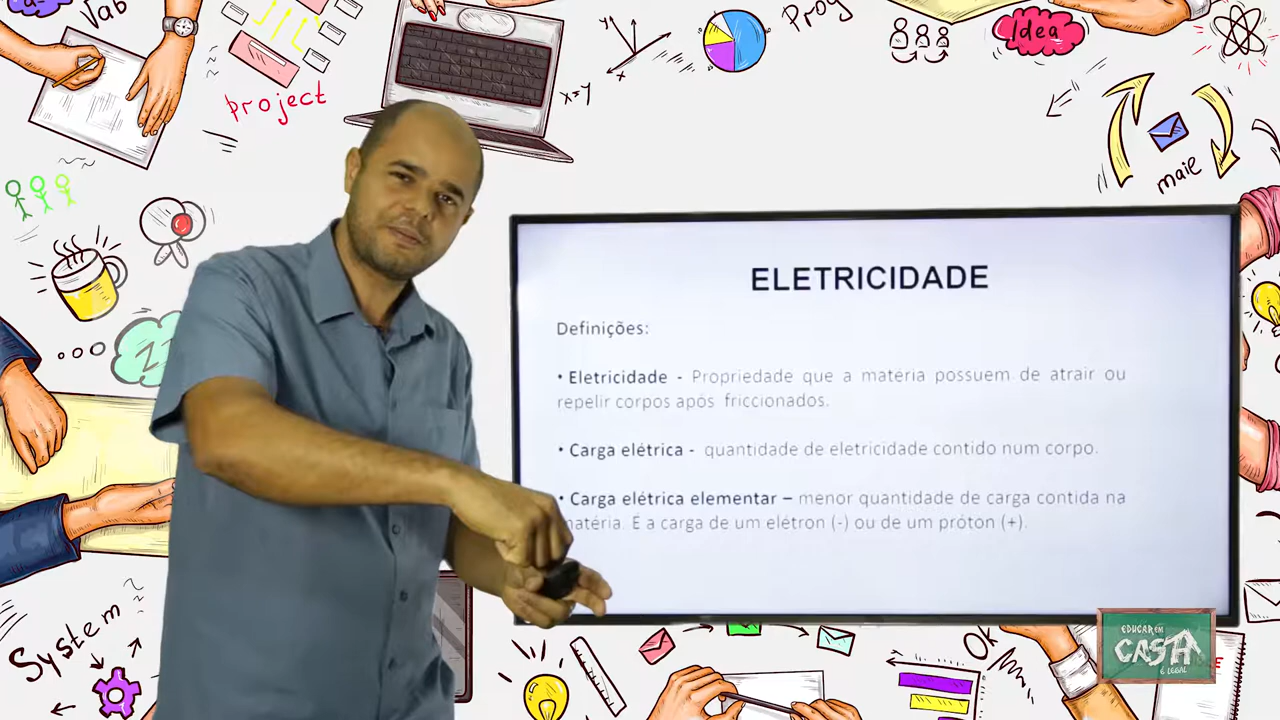 Vab
project
y
x
x=y
Prog
Idea
maie
ELETRICIDADE
Definições:
• Eletricidade - Propriedade que a matéria possuem de atrair ou
repelir corpos após friccionados.
• Carga elétrica - quantidade de eletricidade contido num corpo.
• Carga elétrica elementar – menor quantidade de carga contida na
matéria. É a carga de um elétron (-) ou de um próton (+).
System
Ok
EDUCAR EM
CASA
É LEGAL